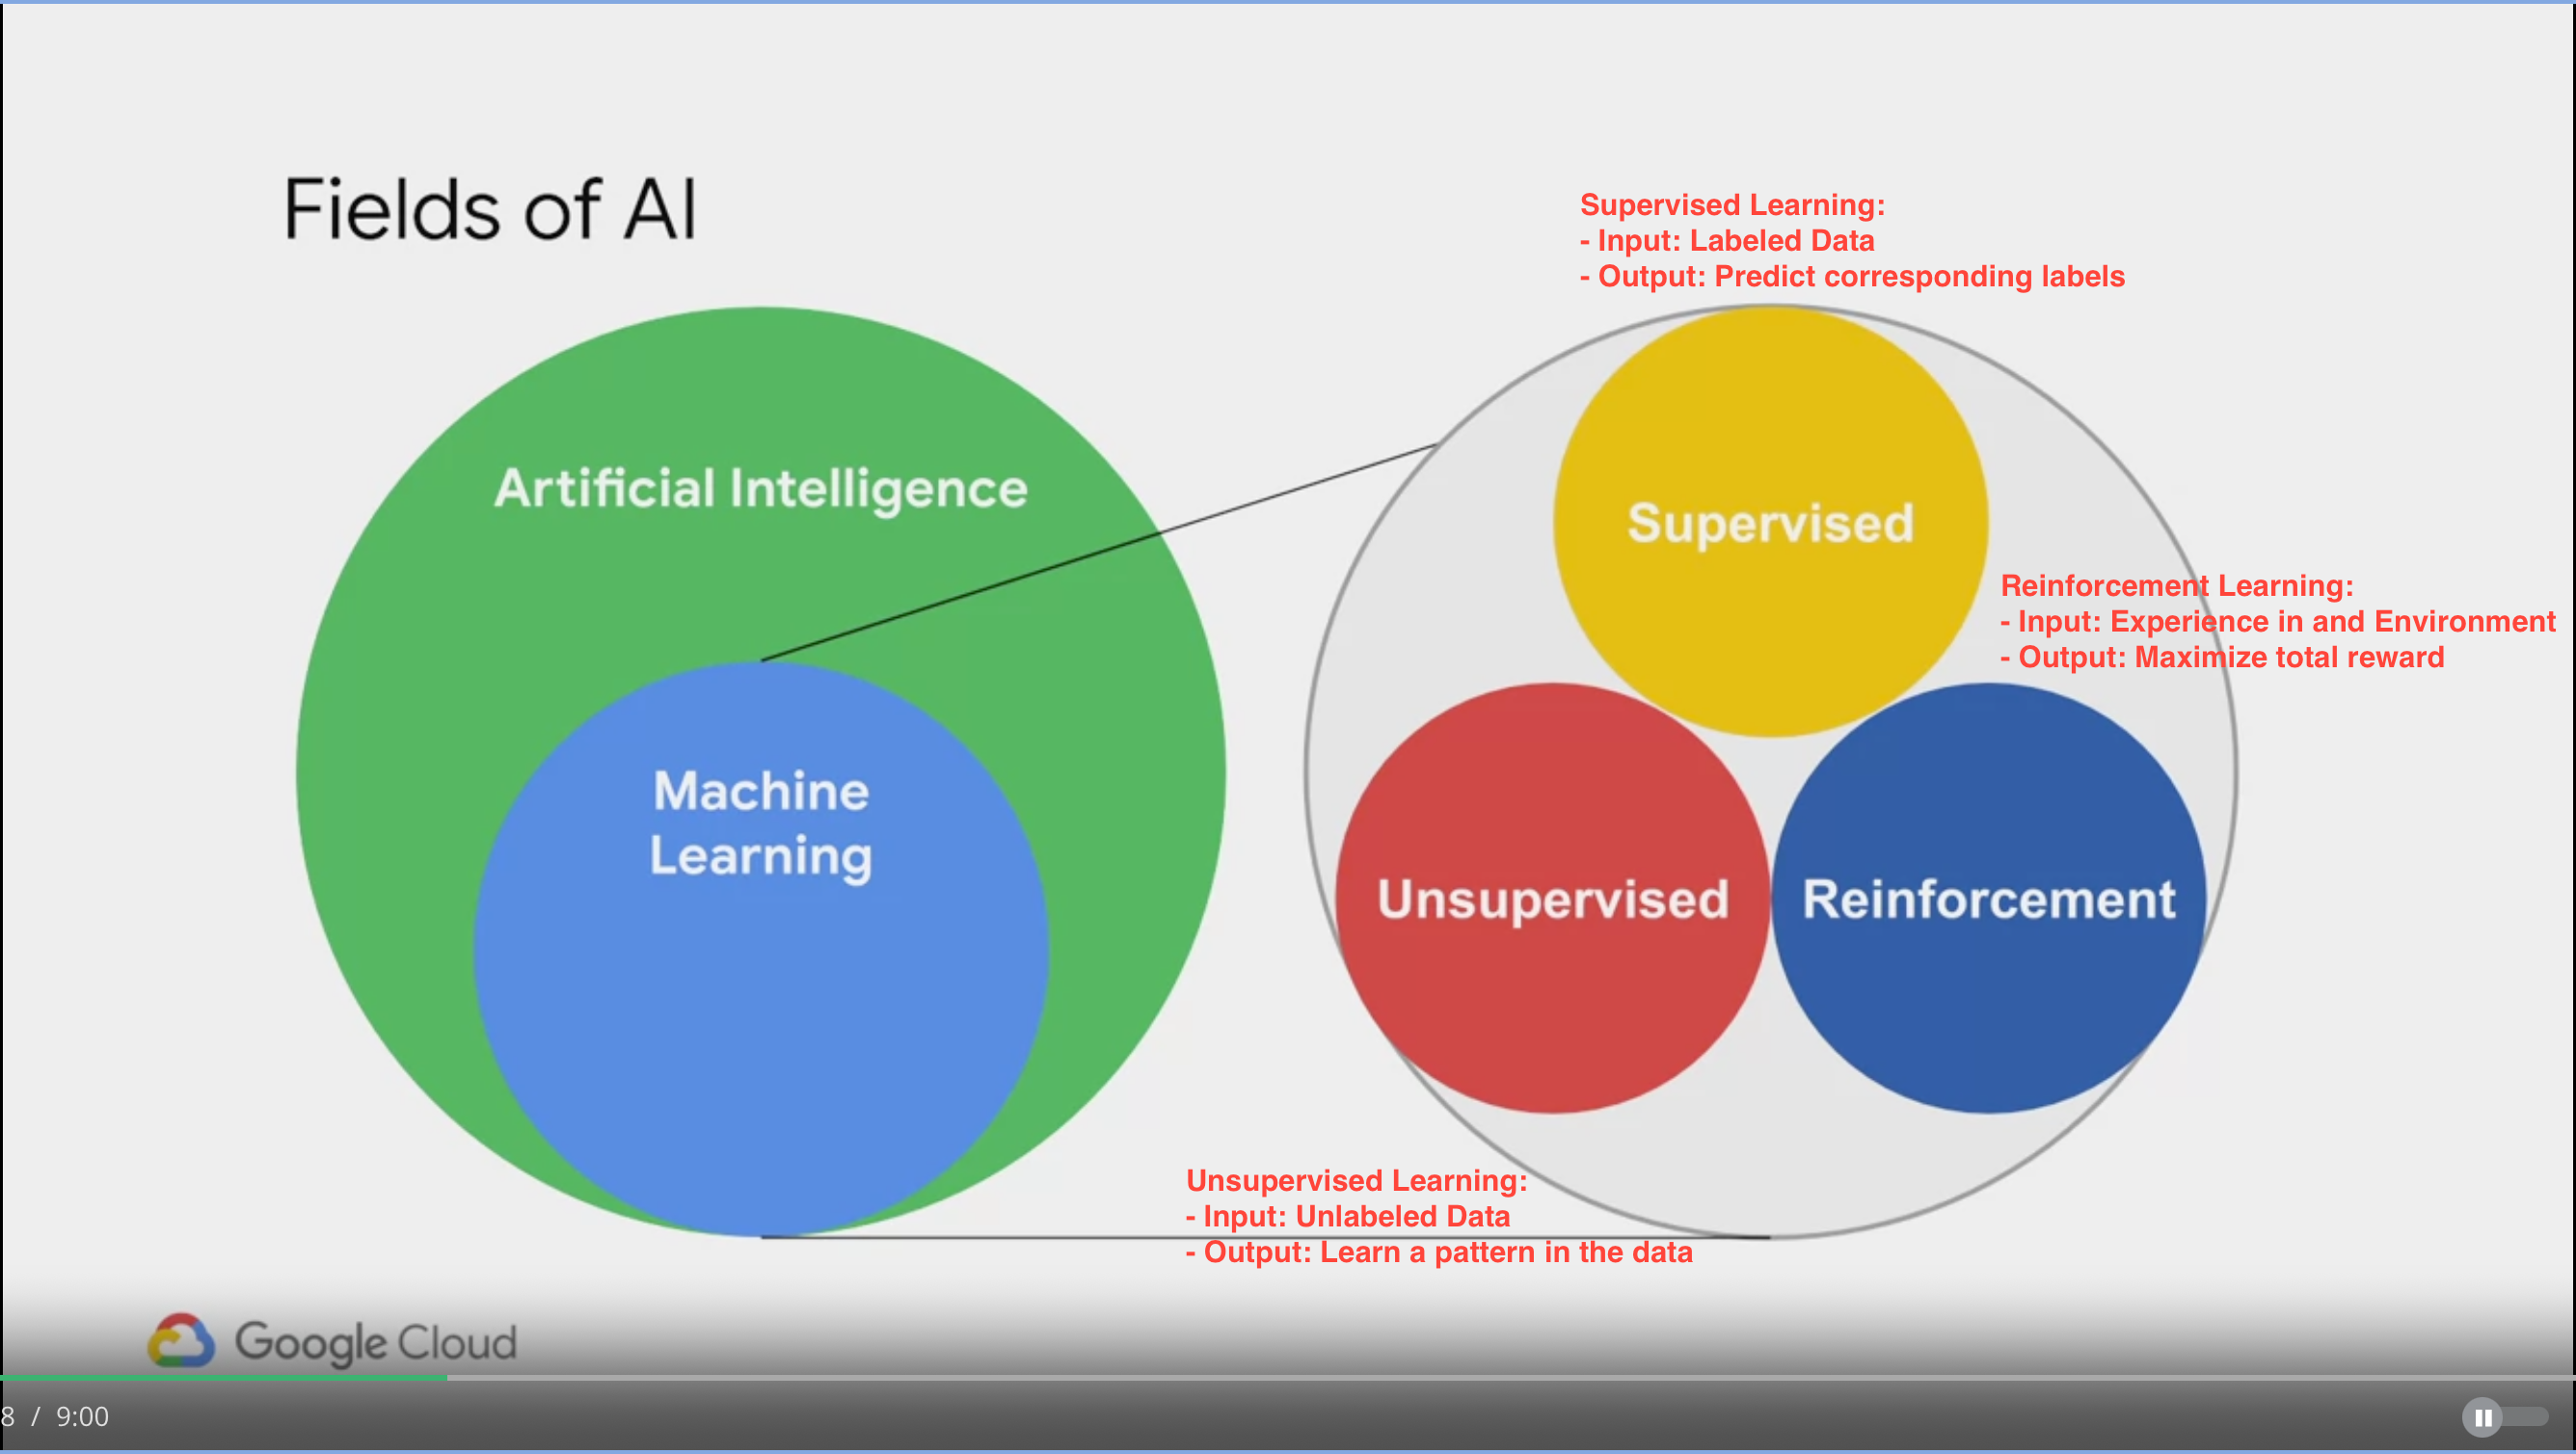 Fields of AI
Supervised Learning:
- Input: Labeled Data
- Output: Predict corresponding labels
Artificial Intelligence
Supervised
Reinforcement Learning:
- Input: Experience in and Environment
- Output: Maximize total reward
Machine
Learning
Unsupervised
Reinforcement
Unsupervised Learning:
- Input: Unlabeled Data
- Output: Learn a pattern in the data
Google Cloud
8 / 9:00